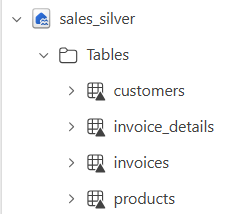 sales_silver
Tables
customers
invoice_details
invoices
products